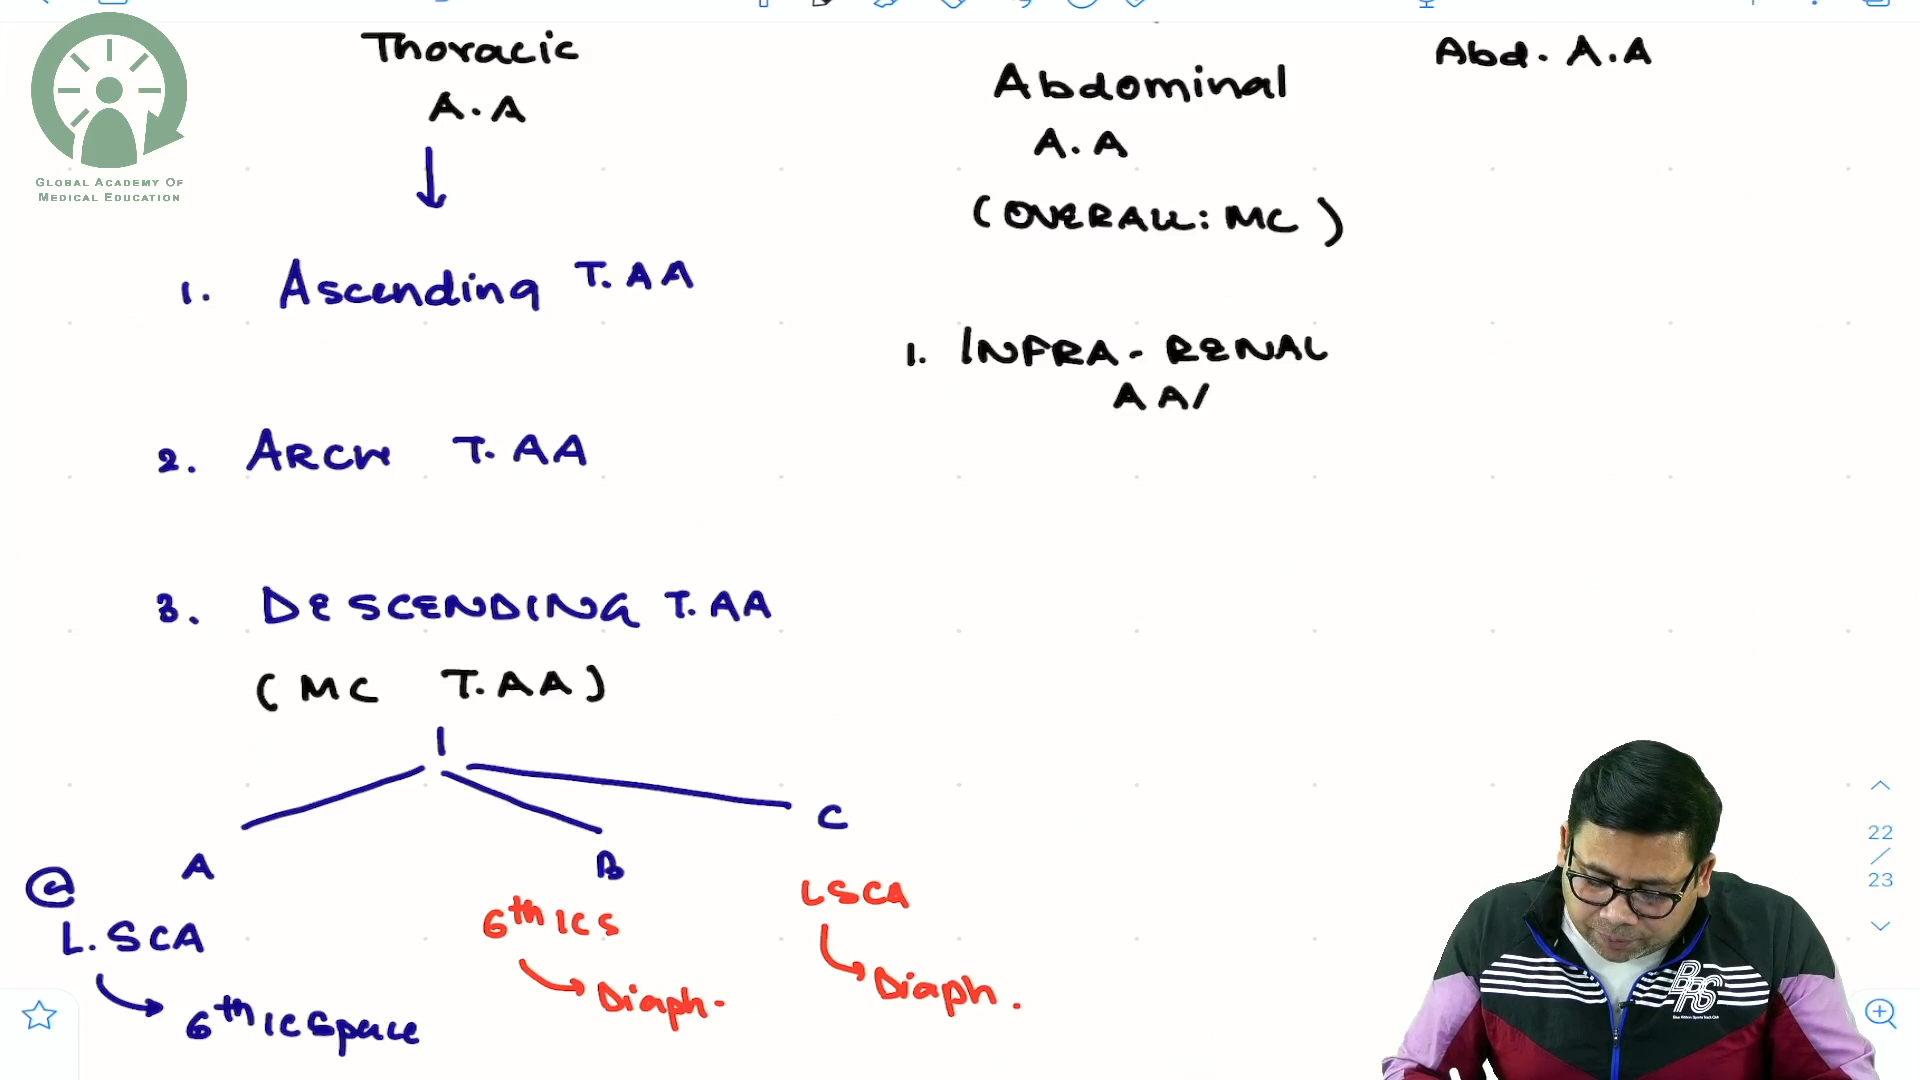 GLOBAL ACADEMY OF
MEDICAL EDUCATION
Thoracic
A.A
Abdominal
A.A
(OVERALL: MC)
Abd. A.A
1. Ascending T.AA
2. ARCH T.AA
3. DESCENDING T.AA
(MC T.AA)
1. INFRA-RENAL
AA
A
B
C
@
L.SCA
6th IC Space
6th ICS
Diaph.
LSCA
Diaph.
22
/
23